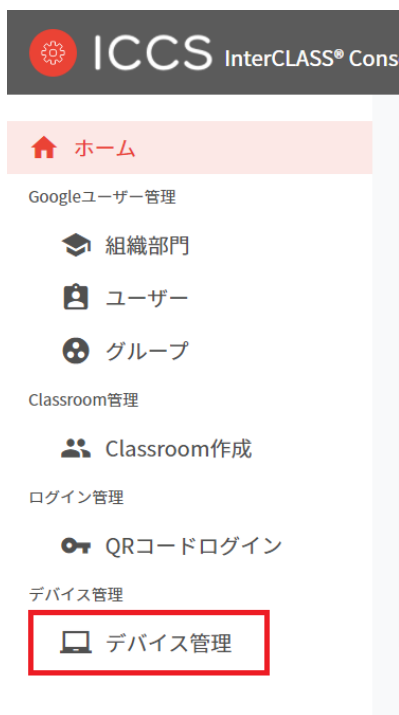 ICCS InterCLASS® Cons
ホーム
Googleユーザー管理
組織部門
ユーザー
グループ
Classroom管理
Classroom作成
ログイン管理
QRコードログイン
デバイス管理
デバイス管理